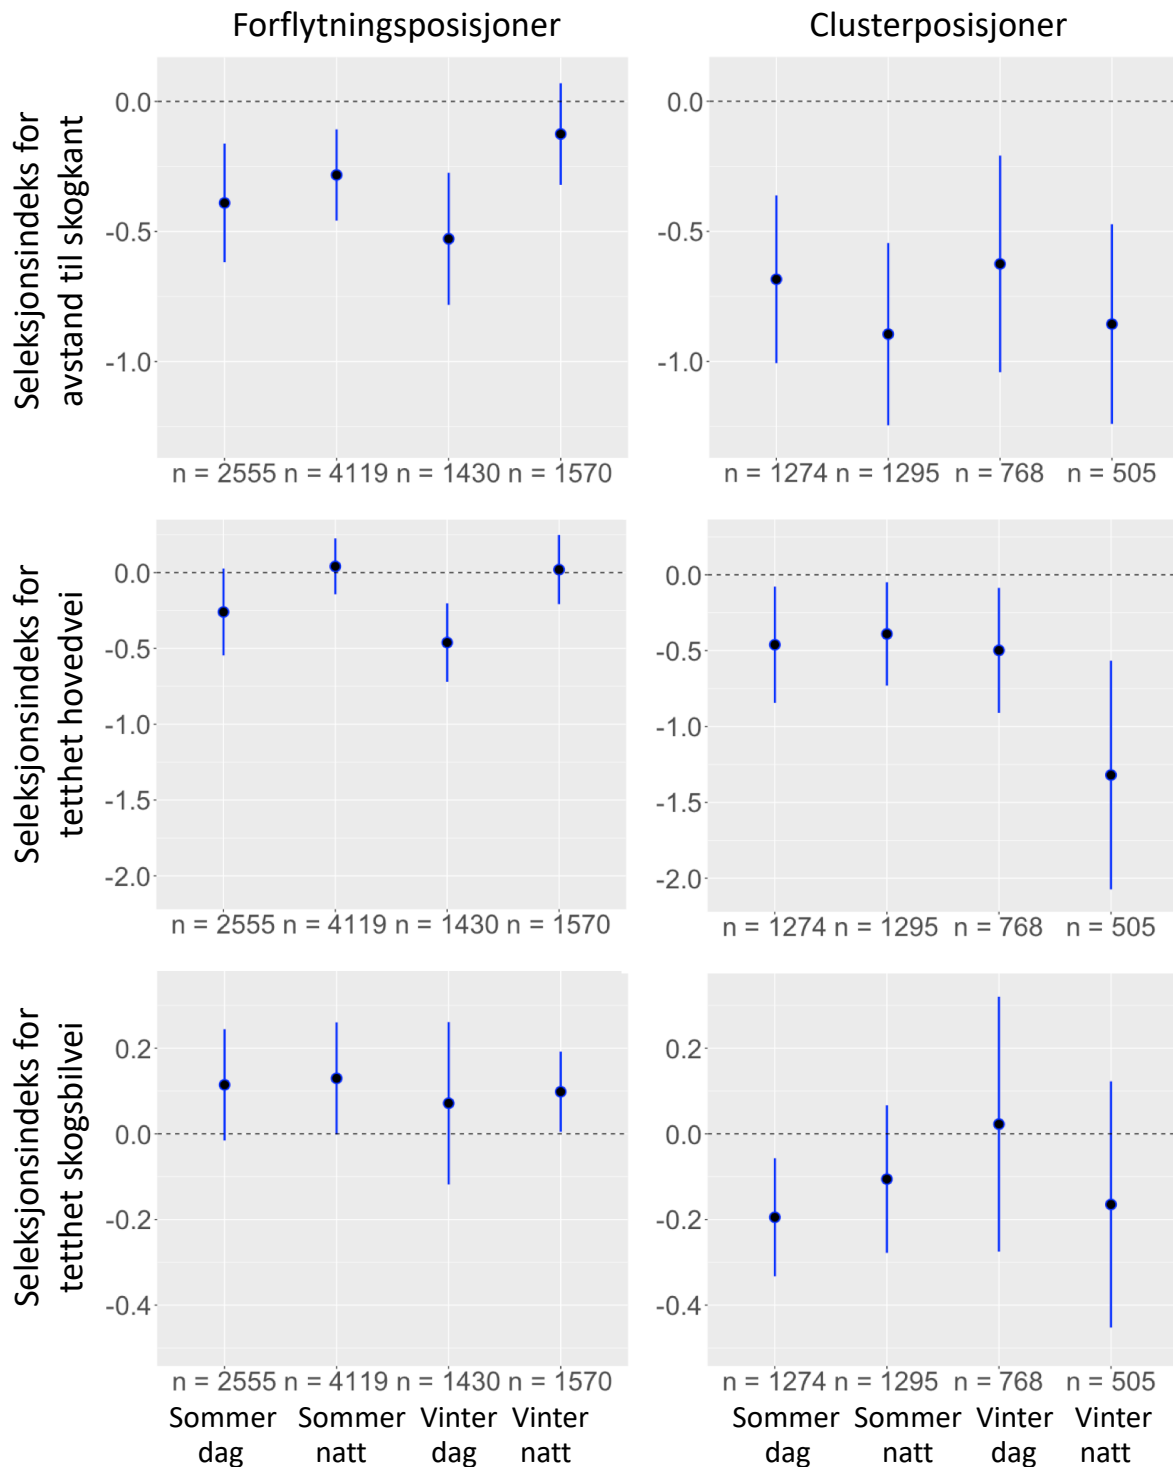 Forflytningsposisjoner
Clusterposisjoner
Seleksjonsindeks for
avstand til skogkant
0.0
-0.5
-1.0
n = 2555 n = 4119 n = 1430 n = 1570
0.0
-0.5
-1.0
n = 1274 n = 1295 n = 768 n = 505
Seleksjonsindeks for
tetthet hovedvei
0.0
-0.5
-1.0
-1.5
-2.0
n = 2555 n = 4119 n = 1430 n = 1570
0.0
-0.5
-1.0
-1.5
-2.0
n = 1274 n = 1295 n = 768 n = 505
Seleksjonsindeks for
tetthet skogsbilvei
0.2
0.0
-0.2
-0.4
n = 2555 n = 4119 n = 1430 n = 1570
Sommer Sommer Vinter Vinter
dag natt dag natt
0.2
0.0
-0.2
-0.4
n = 1274 n = 1295 n = 768 n = 505
Sommer Sommer Vinter Vinter
dag natt dag natt